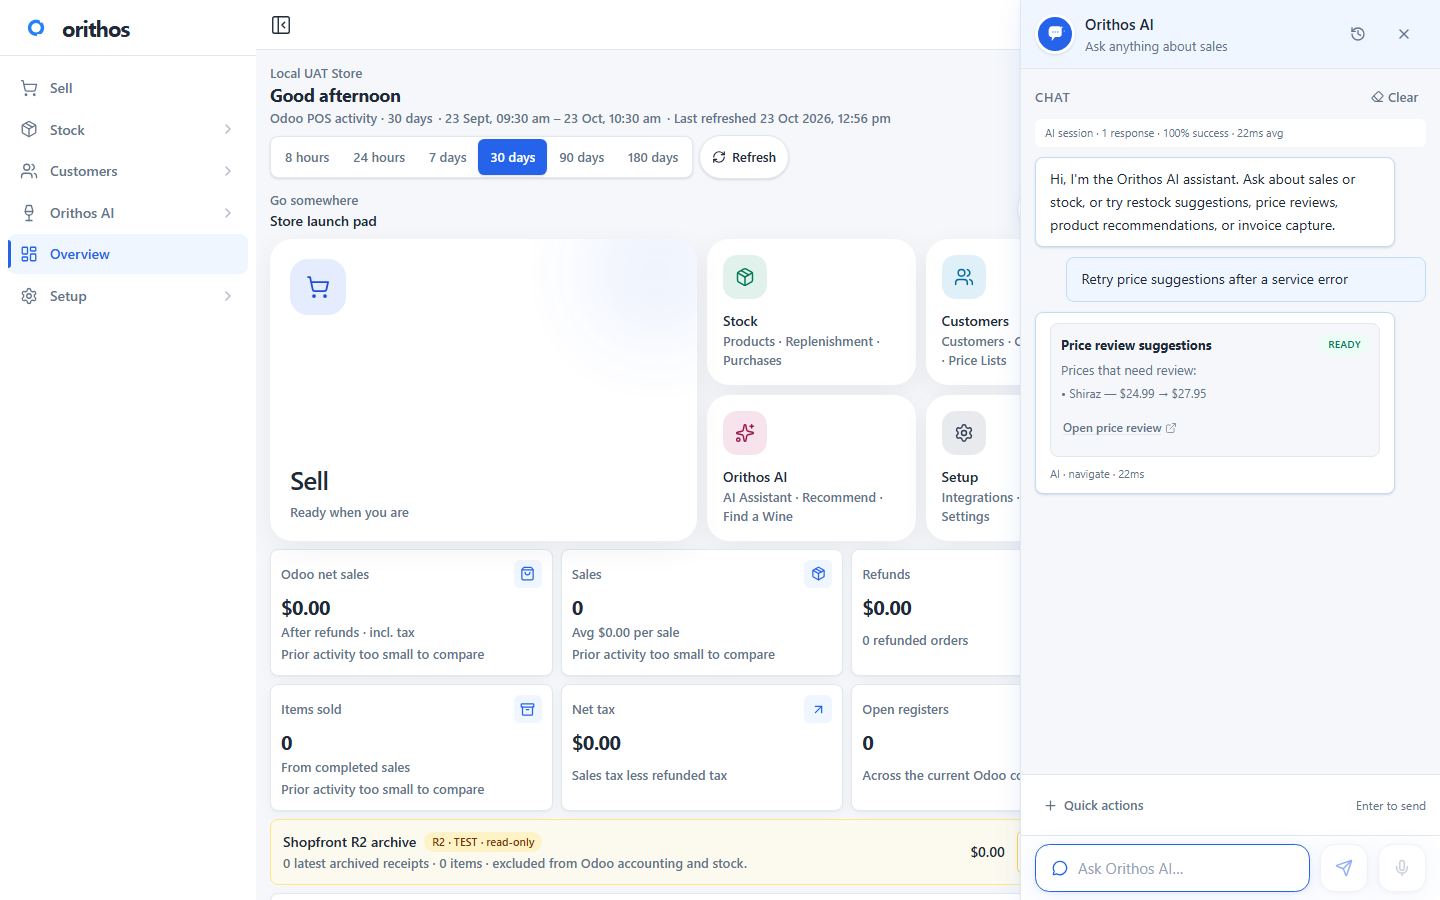 orithos
Sell
Stock
Customers
Orithos AI
Overview
Setup
Local UAT Store
Good afternoon
Odoo POS activity · 30 days · 23 Sept, 09:30 am – 23 Oct, 10:30 am · Last refreshed 23 Oct 2026, 12:56 pm
8 hours
24 hours
7 days
30 days
90 days
180 days
Refresh
Go somewhere
Store launch pad
Sell
Ready when you are
Stock
Products · Replenishment ·
Purchases
Customers
Customers ·
· Price Lists
Orithos AI
AI Assistant · Recommend ·
Find a Wine
Setup
Integrations ·
Settings
Odoo net sales
$0.00
After refunds · incl. tax
Prior activity too small to compare
Sales
0
Avg $0.00 per sale
Prior activity too small to compare
Refunds
$0.00
0 refunded orders
Items sold
0
From completed sales
Prior activity too small to compare
Net tax
$0.00
Sales tax less refunded tax
Open registers
0
Across the current Odoo
Shopfront R2 archive
R2 · TEST · read-only
0 latest archived receipts · 0 items · excluded from Odoo accounting and stock.
$0.00
Orithos AI
Ask anything about sales
CHAT
Clear
AI session · 1 response · 100% success · 22ms avg
Hi, I'm the Orithos AI assistant. Ask about sales or
stock, or try restock suggestions, price reviews,
product recommendations, or invoice capture.
Retry price suggestions after a service error
Price review suggestions
READY
Prices that need review:
• Shiraz — $24.99 → $27.95
Open price review
AI · navigate · 22ms
Quick actions
Enter to send
Ask Orithos AI...